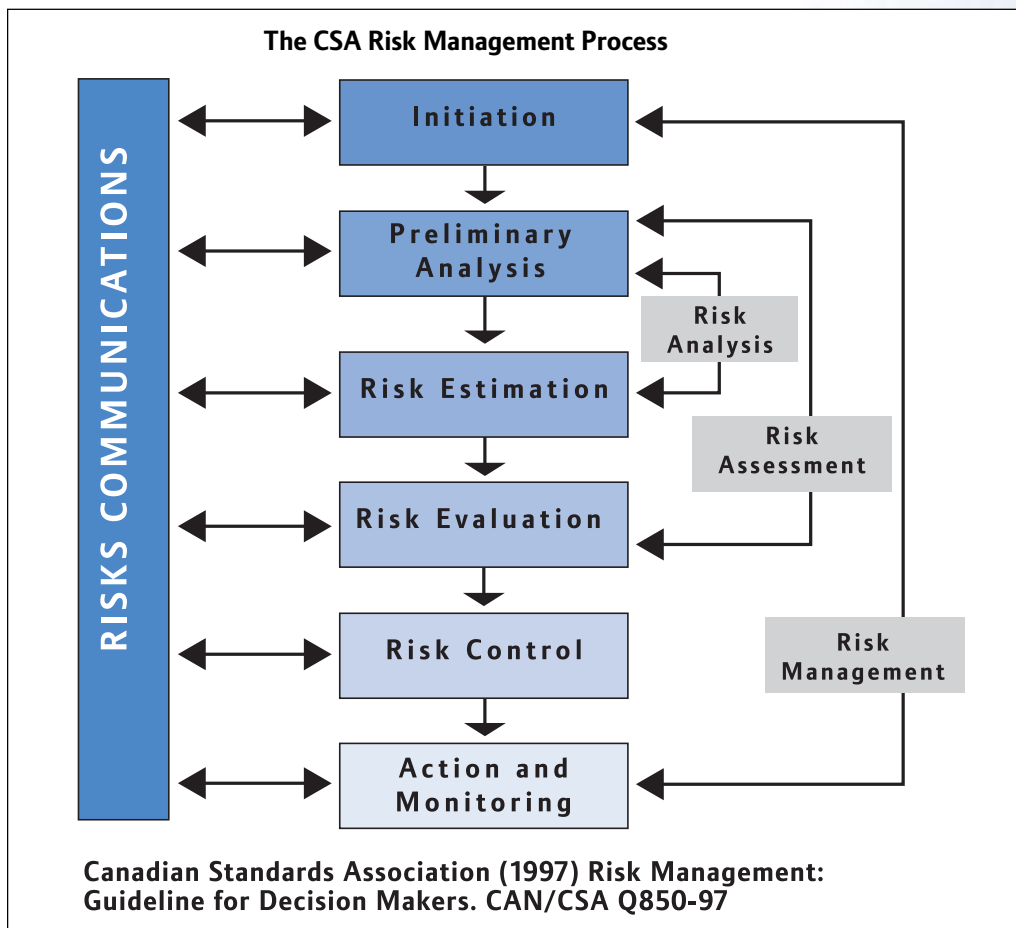 The CSA Risk Management Process
RISKS COMMUNICATIONS
Initiation
Preliminary
Analysis
Risk
Analysis
Risk Estimation
Risk
Assessment
Risk Evaluation
Risk Control
Risk
Management
Action and
Monitoring
Canadian Standards Association (1997) Risk Management:
Guideline for Decision Makers. CAN/CSA Q850-97